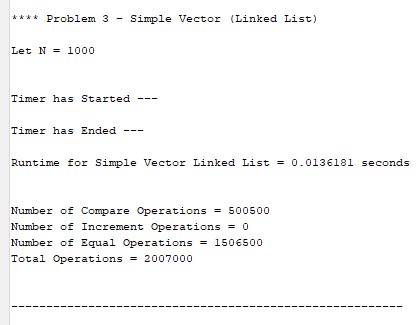 **** Problem 3 - Simple Vector (Linked List)
Let N = 1000
Timer has Started ---
Timer has Ended ---
Runtime for Simple Vector Linked List = 0.0136181 seconds
Number of Compare Operations = 500500
Number of Increment Operations = 0
Number of Equal Operations = 1506500
Total Operations = 2007000
--------------------------------------------------------